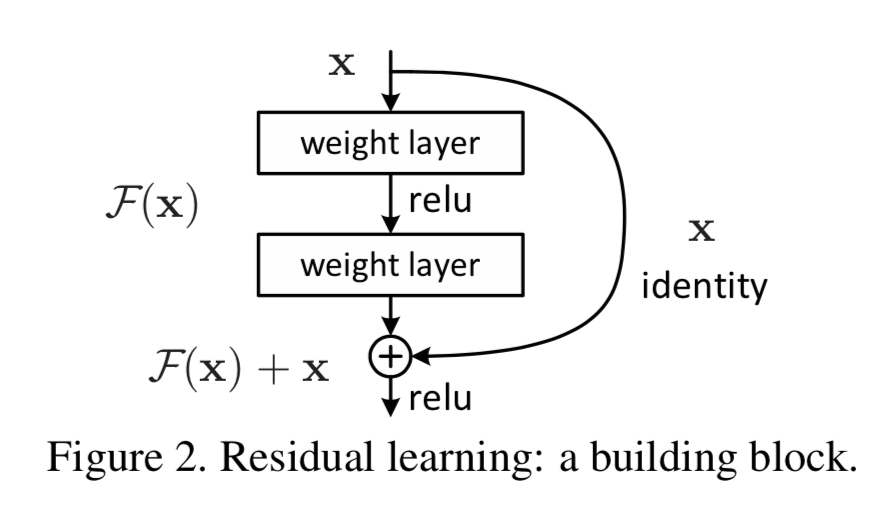 x
weight layer
relu
F(x)
x
weight layer
identity
F(x) + x
+
relu
Figure 2. Residual learning: a building block.